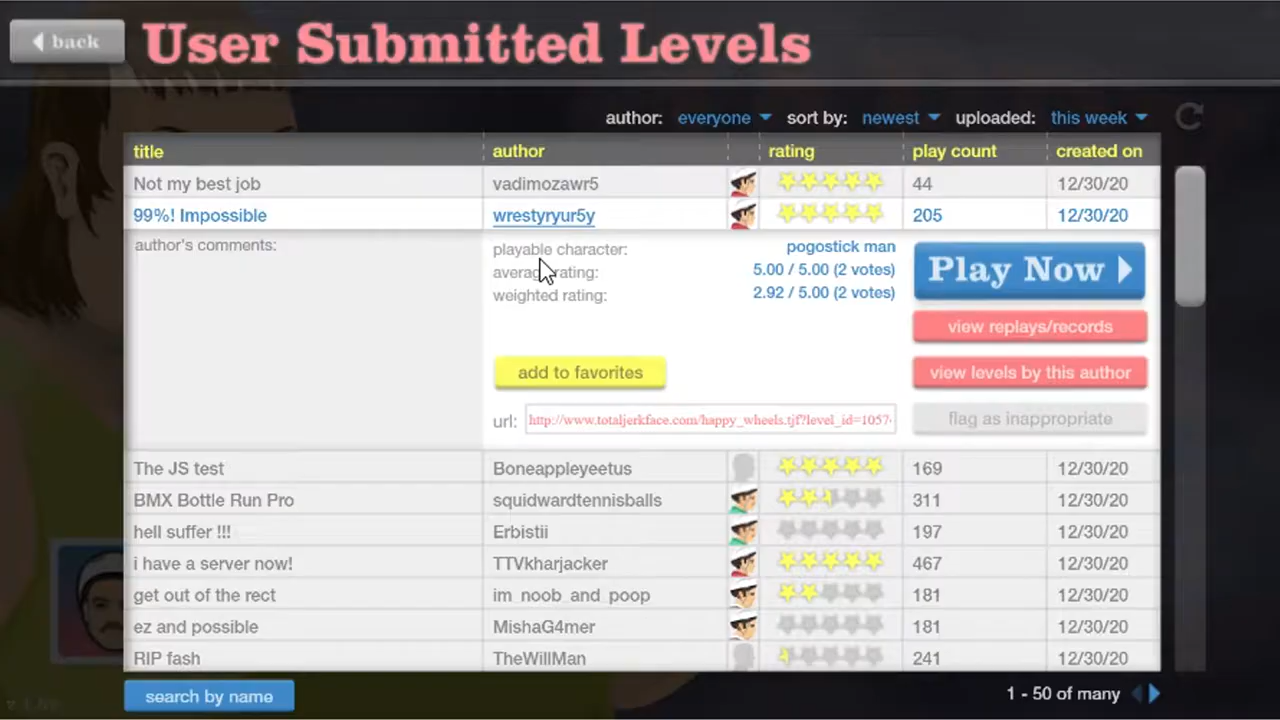 back
User Submitted Levels
author: everyone sort by: newest uploaded: this week
title author rating play count created on
Not my best job vadimozawr5 44 12/30/20
99%! Impossible wrestyryur5y 205 12/30/20
author's comments:
playable character: pogostick man
average rating: 5.00 / 5.00 (2 votes)
weighted rating: 2.92 / 5.00 (2 votes)
Play Now
view replays/records
add to favorites
view levels by this author
url: http://www.totaljerkface.com/happy_wheels.tjf?level_id=1057
flag as inappropriate
The JS test Boneappleyeetus 169 12/30/20
BMX Bottle Run Pro squidwardtennisballs 311 12/30/20
hell suffer !!! Erbistii 197 12/30/20
i have a server now! TTVkharjacker 467 12/30/20
get out of the rect im_noob_and_poop 181 12/30/20
ez and possible MishaG4mer 181 12/30/20
RIP fash TheWillMan 241 12/30/20
search by name
1 - 50 of many